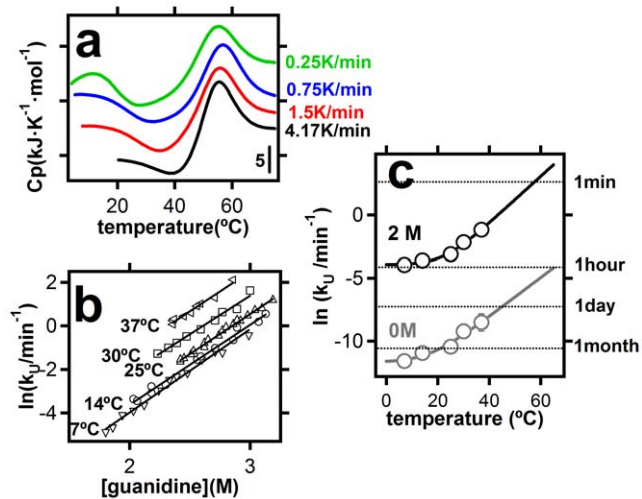 a
Cp(kJ·K⁻¹·mol⁻¹)
0.25K/min
0.75K/min
1.5K/min
4.17K/min
5
20 40 60
temperature(ºC)
b
ln(kU/min⁻¹)
2
0
-2
-4
37ºC
30ºC
25ºC
14ºC
7ºC
2 3
[guanidine](M)
c
ln (kU /min⁻¹)
0
-5
-10
2 M
0M
1min
1hour
1day
1month
0 20 40 60
temperature (ºC)